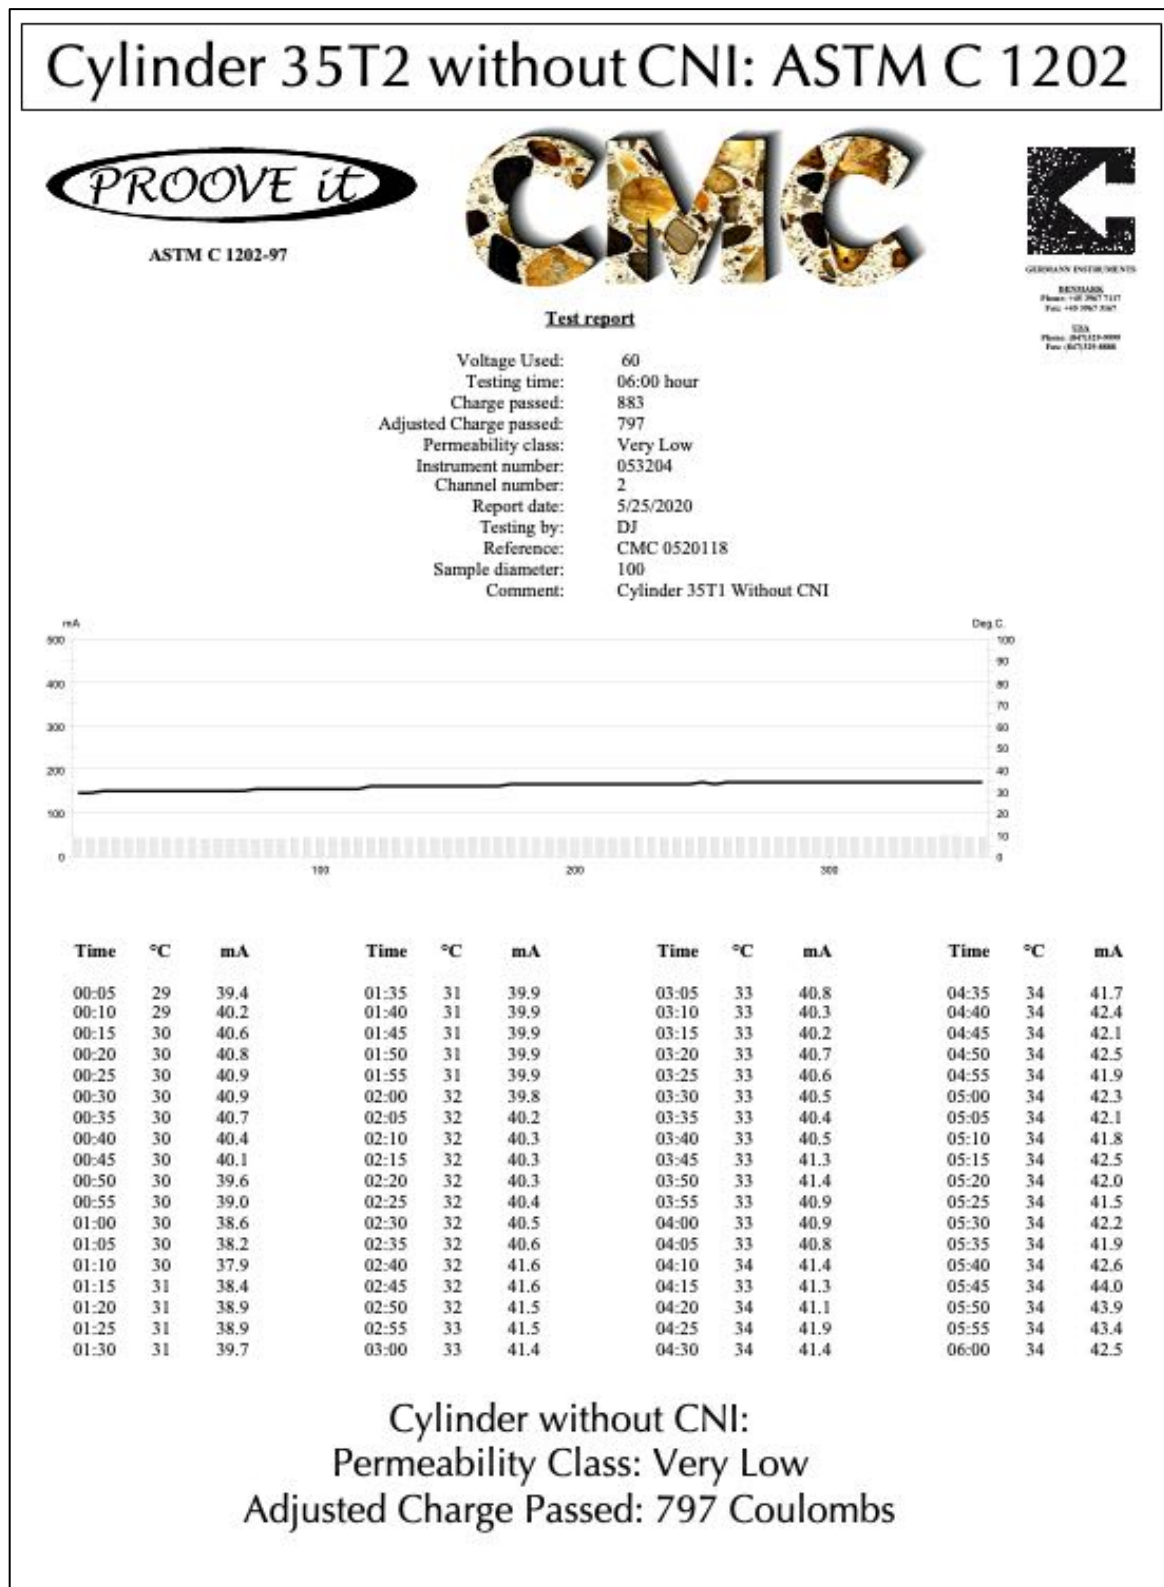 Cylinder 35T2 without CNI: ASTM C 1202
PROOVE it
CMC
ASTM C 1202-97
GERMANN INSTRUMENTS
DENMARK
Phone: +45 3967 7117
Fax: +45 3967 3167
USA
Phone: (847)329-9999
Fax: (847)329-8888
Test report
Voltage Used: 60
Testing time: 06:00 hour
Charge passed: 883
Adjusted Charge passed: 797
Permeability class: Very Low
Instrument number: 053204
Channel number: 2
Report date: 5/25/2020
Testing by: DJ
Reference: CMC 0520118
Sample diameter: 100
Comment: Cylinder 35T1 Without CNI
mA Deg.C.
500 100
90
400 80
70
300 60
50
200 40
30
100 20
10
0 0
100 200 300
Time °C mA Time °C mA Time °C mA Time °C mA
00:05 29 39.4 01:35 31 39.9 03:05 33 40.8 04:35 34 41.7
00:10 29 40.2 01:40 31 39.9 03:10 33 40.3 04:40 34 42.4
00:15 30 40.6 01:45 31 39.9 03:15 33 40.2 04:45 34 42.1
00:20 30 40.8 01:50 31 39.9 03:20 33 40.7 04:50 34 42.5
00:25 30 40.9 01:55 31 39.9 03:25 33 40.6 04:55 34 41.9
00:30 30 40.9 02:00 32 39.8 03:30 33 40.5 05:00 34 42.3
00:35 30 40.7 02:05 32 40.2 03:35 33 40.4 05:05 34 42.1
00:40 30 40.4 02:10 32 40.3 03:40 33 40.5 05:10 34 41.8
00:45 30 40.1 02:15 32 40.3 03:45 33 41.3 05:15 34 42.5
00:50 30 39.6 02:20 32 40.3 03:50 33 41.4 05:20 34 42.0
00:55 30 39.0 02:25 32 40.4 03:55 33 40.9 05:25 34 41.5
01:00 30 38.6 02:30 32 40.5 04:00 33 40.9 05:30 34 42.2
01:05 30 38.2 02:35 32 40.6 04:05 33 40.8 05:35 34 41.9
01:10 30 37.9 02:40 32 41.6 04:10 34 41.4 05:40 34 42.6
01:15 31 38.4 02:45 32 41.6 04:15 33 41.3 05:45 34 44.0
01:20 31 38.9 02:50 32 41.5 04:20 34 41.1 05:50 34 43.9
01:25 31 38.9 02:55 33 41.5 04:25 34 41.9 05:55 34 43.4
01:30 31 39.7 03:00 33 41.4 04:30 34 41.4 06:00 34 42.5
Cylinder without CNI:
Permeability Class: Very Low
Adjusted Charge Passed: 797 Coulombs